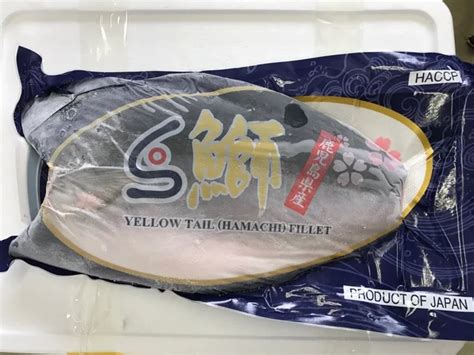 HACCP
鰤
鹿児島県産
YELLOW TAIL (HAMACHI) FILLET
PRODUCT OF JAPAN